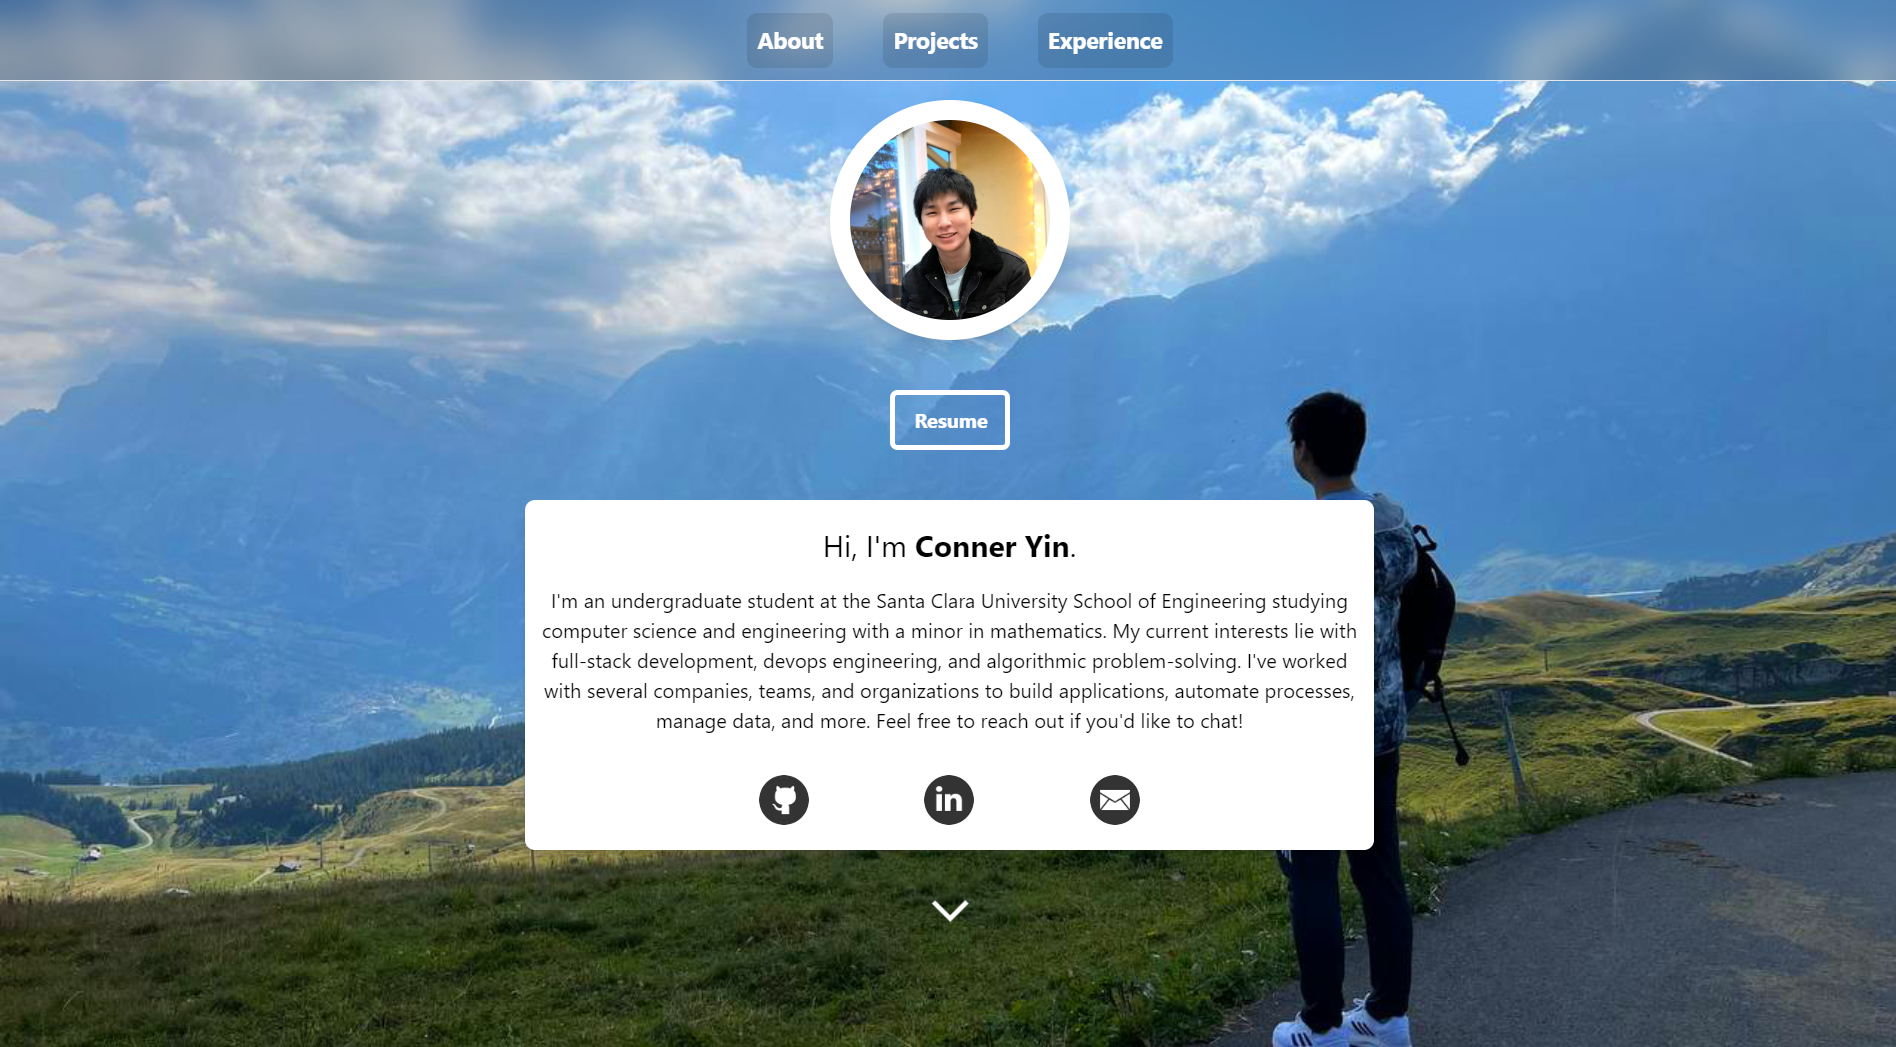 About Projects Experience
Resume
Hi, I'm Conner Yin.
I'm an undergraduate student at the Santa Clara University School of Engineering studying
computer science and engineering with a minor in mathematics. My current interests lie with
full-stack development, devops engineering, and algorithmic problem-solving. I've worked
with several companies, teams, and organizations to build applications, automate processes,
manage data, and more. Feel free to reach out if you'd like to chat!
in